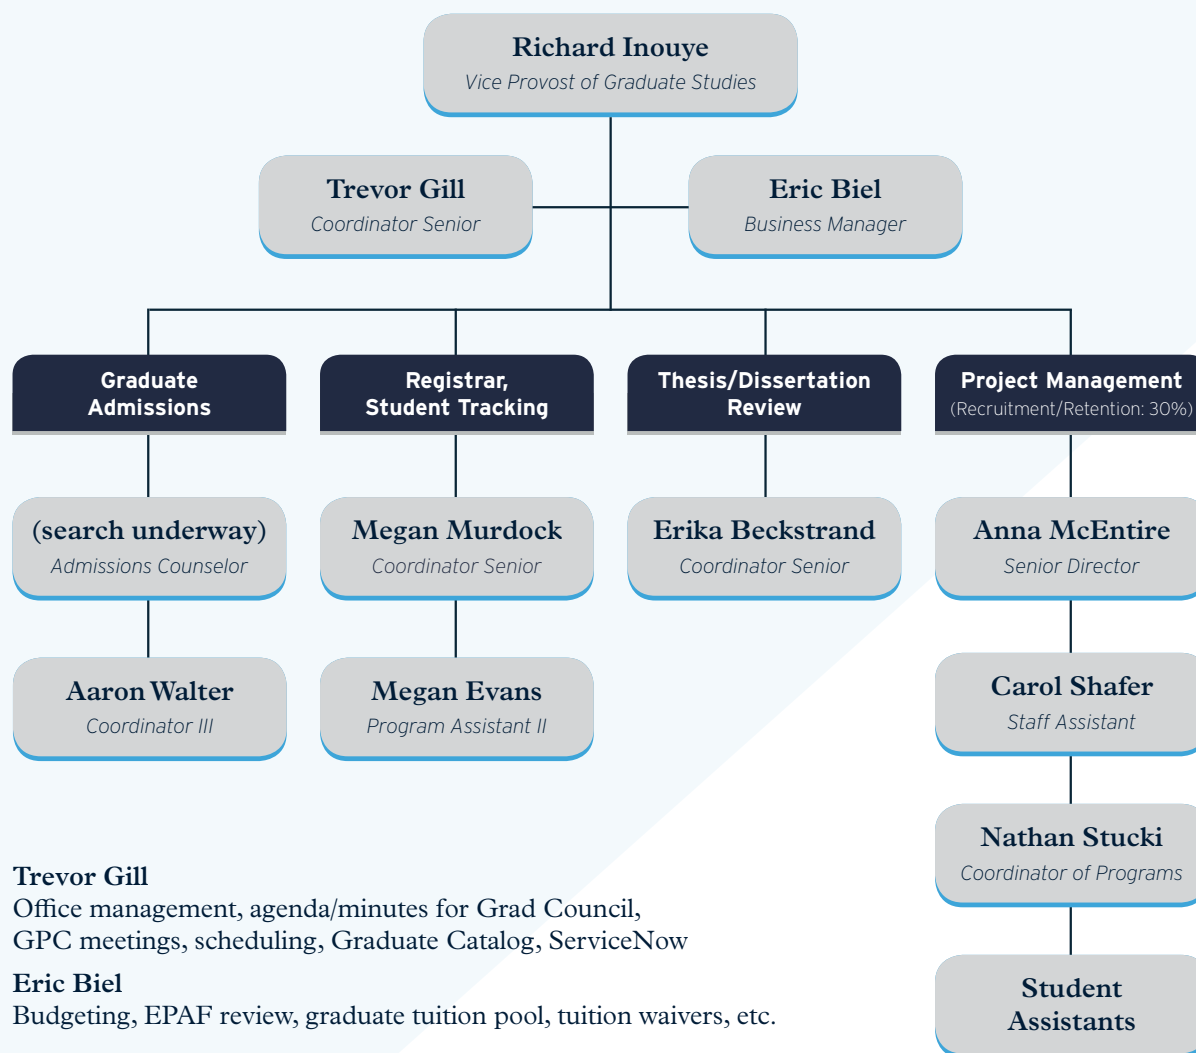 Richard Inouye
Vice Provost of Graduate Studies
Trevor Gill
Coordinator Senior
Eric Biel
Business Manager
Graduate
Admissions
Registrar,
Student Tracking
Thesis/Dissertation
Review
Project Management
(Recruitment/Retention: 30%)
(search underway)
Admissions Counselor
Megan Murdock
Coordinator Senior
Erika Beckstrand
Coordinator Senior
Anna McEntire
Senior Director
Aaron Walter
Coordinator III
Megan Evans
Program Assistant II
Carol Shafer
Staff Assistant
Nathan Stucki
Coordinator of Programs
Student
Assistants
Trevor Gill
Office management, agenda/minutes for Grad Council,
GPC meetings, scheduling, Graduate Catalog, ServiceNow
Eric Biel
Budgeting, EPAF review, graduate tuition pool, tuition waivers, etc.